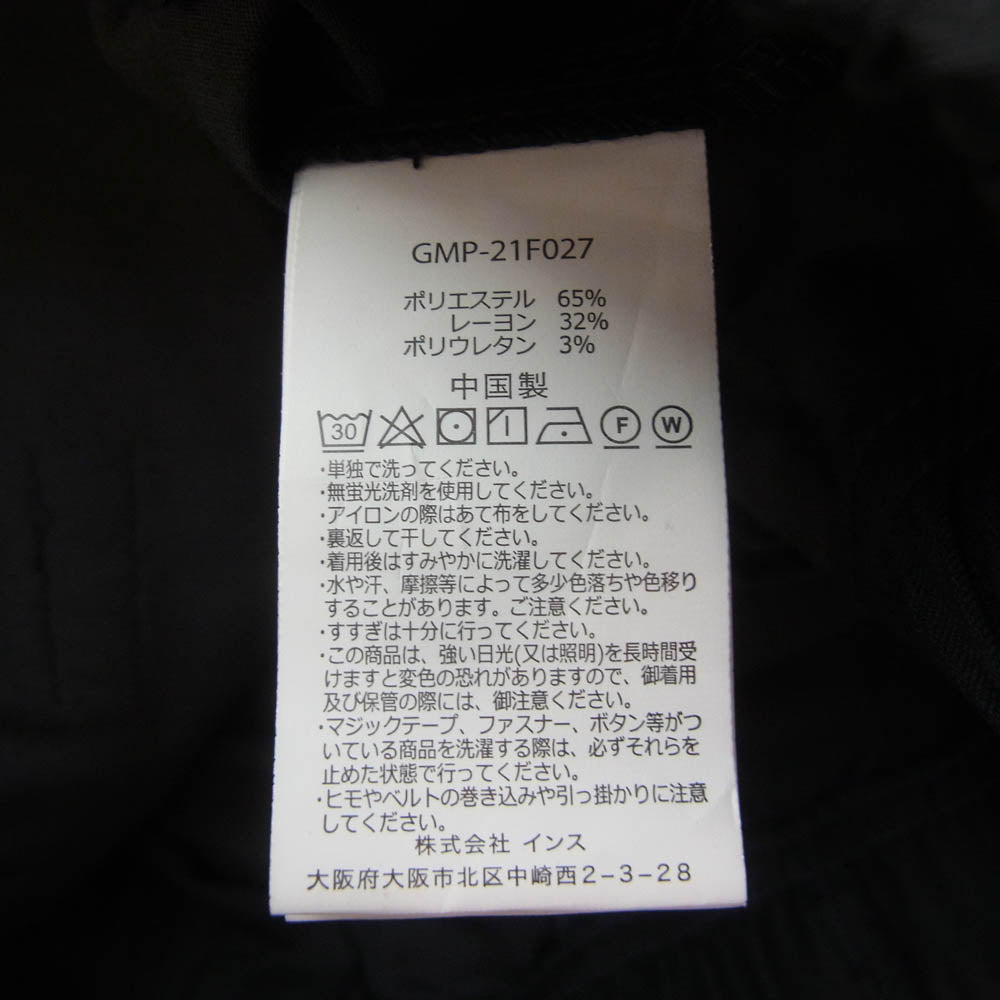 GMP-21F027
ポリエステル 65%
レーヨン 32%
ポリウレタン 3%
中国製
30 F W
・単独で洗ってください。
・無蛍光洗剤を使用してください。
・アイロンの際はあて布をしてください。
・裏返して干してください。
・着用後はすみやかに洗濯してください。
・水や汗、摩擦等によって多少色落ちや色移り
することがあります。ご注意ください。
・すすぎは十分に行ってください。
・この商品は、強い日光(又は照明)を長時間受
けますと変色の恐れがありますので、御着用
及び保管の際には、御注意ください。
・マジックテープ、ファスナー、ボタン等がつ
いている商品を洗濯する際は、必ずそれらを
止めた状態で行ってください。
・ヒモやベルトの巻き込みや引っ掛かりに注意
してください。
株式会社 インス
大阪府大阪市北区中崎西2-3-28